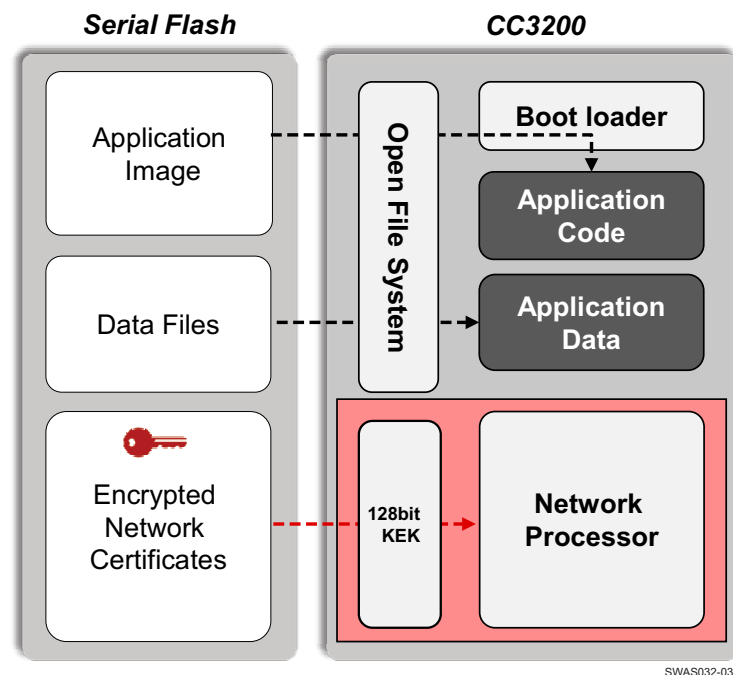 Serial Flash
CC3200
Application
Image
Open File System
Boot loader
Application
Code
Data Files
Application
Data
Encrypted
Network
Certificates
128bit
KEK
Network
Processor
SWAS032-03